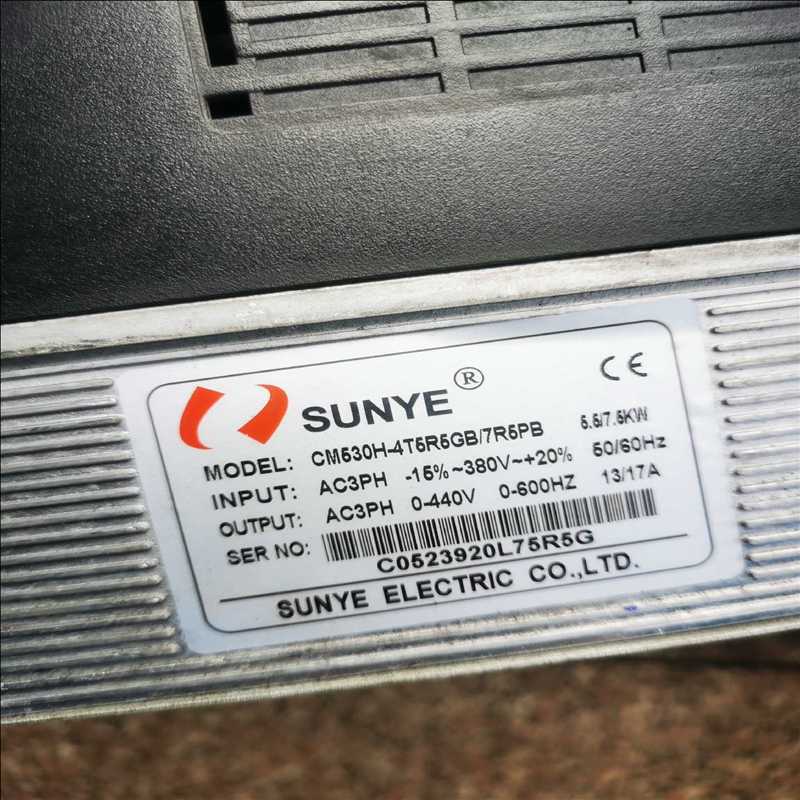 SUNYE® CE
MODEL: CM530H-4T5R5GB/7R5PB 5.5/7.5KW
INPUT: AC3PH -15%~380V~+20% 50/60Hz
OUTPUT: AC3PH 0-440V 0-600HZ 13/17A
SER NO:
C0523920L75R5G
SUNYE ELECTRIC CO.,LTD.